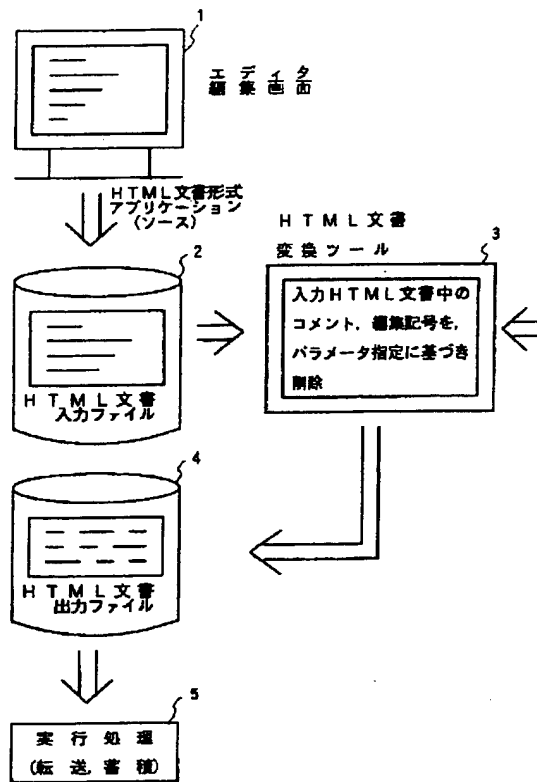 1
エディタ
編集画面
HTML文書形式
アプリケーション
(ソース)
HTML文書
変換ツール
3
2
入力HTML文書中の
コメント,編集記号を,
パラメータ指定に基づき
削除
HTML文書
入力ファイル
4
HTML文書
出力ファイル
5
実行処理
(転送,蓄積)